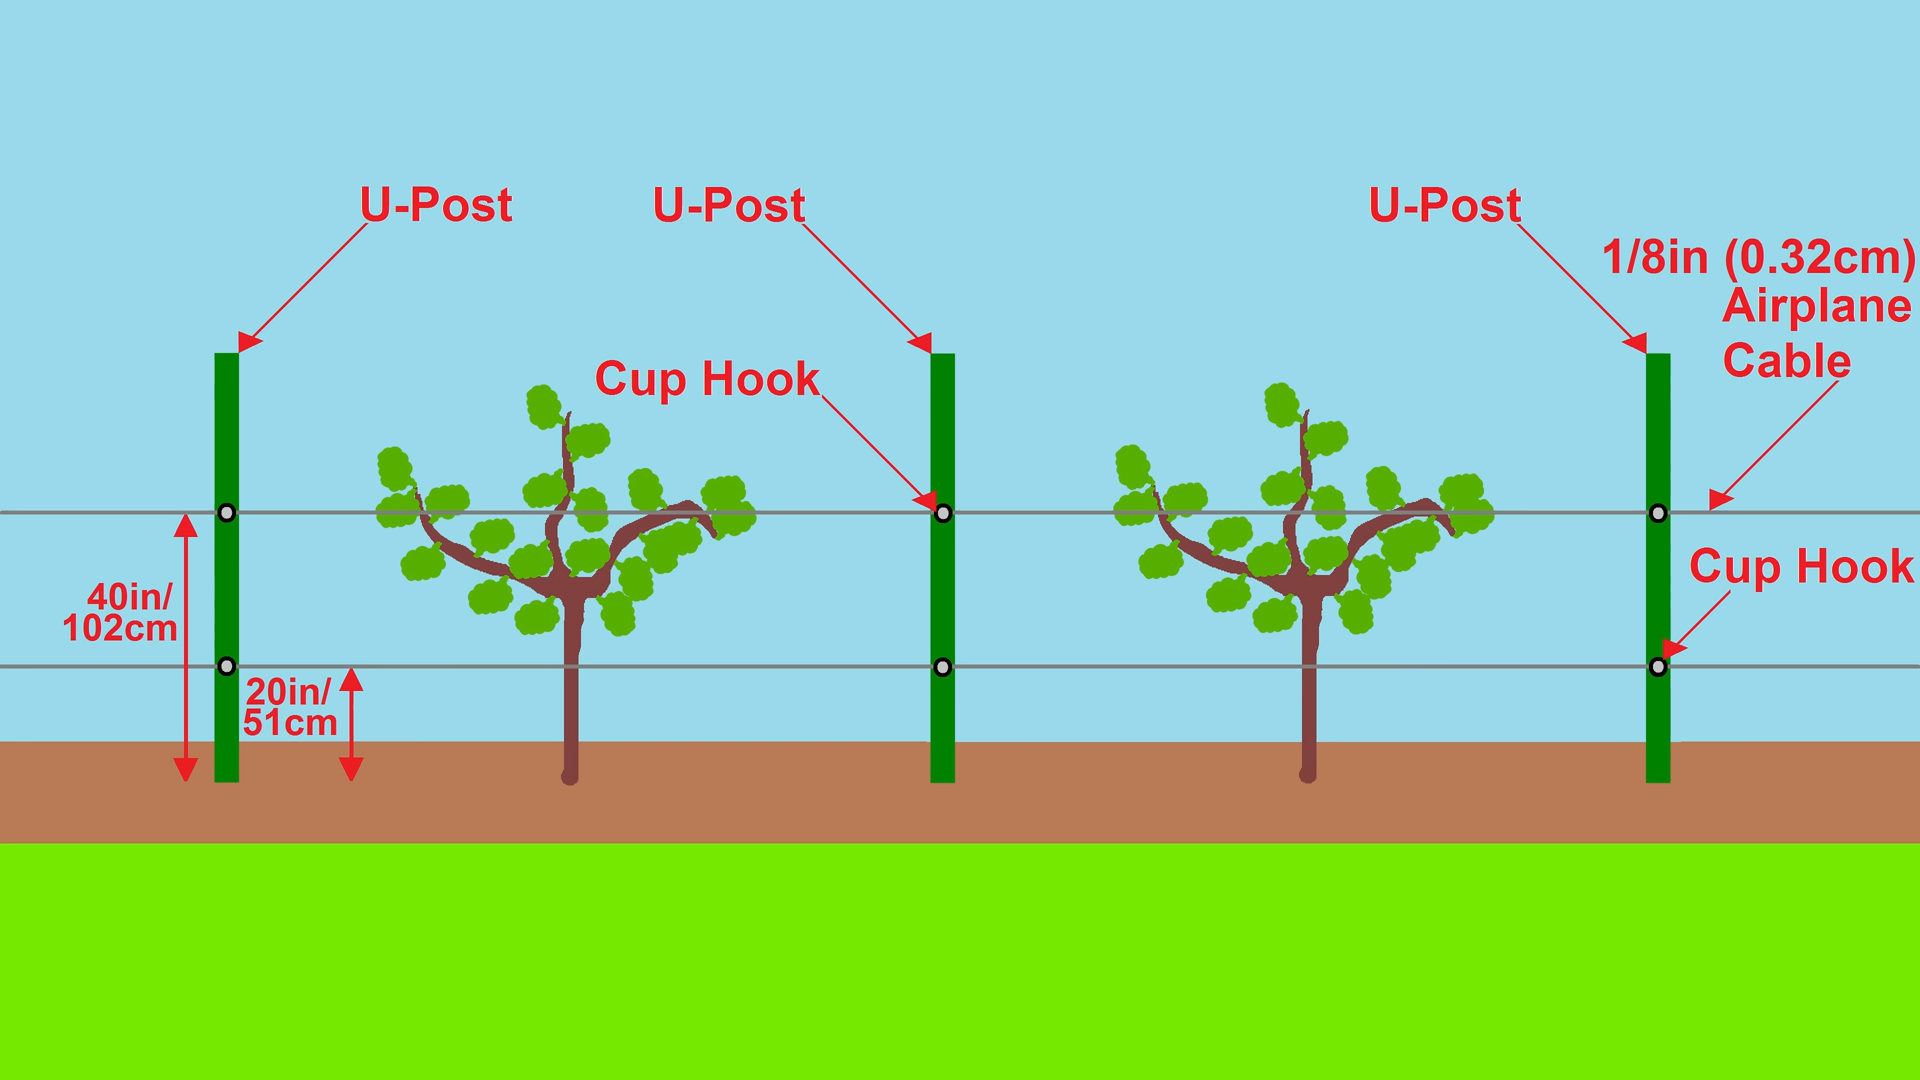 U-Post
U-Post
U-Post
1/8in (0.32cm)
Airplane
Cable
Cup Hook
Cup Hook
40in/
102cm
20in/
51cm